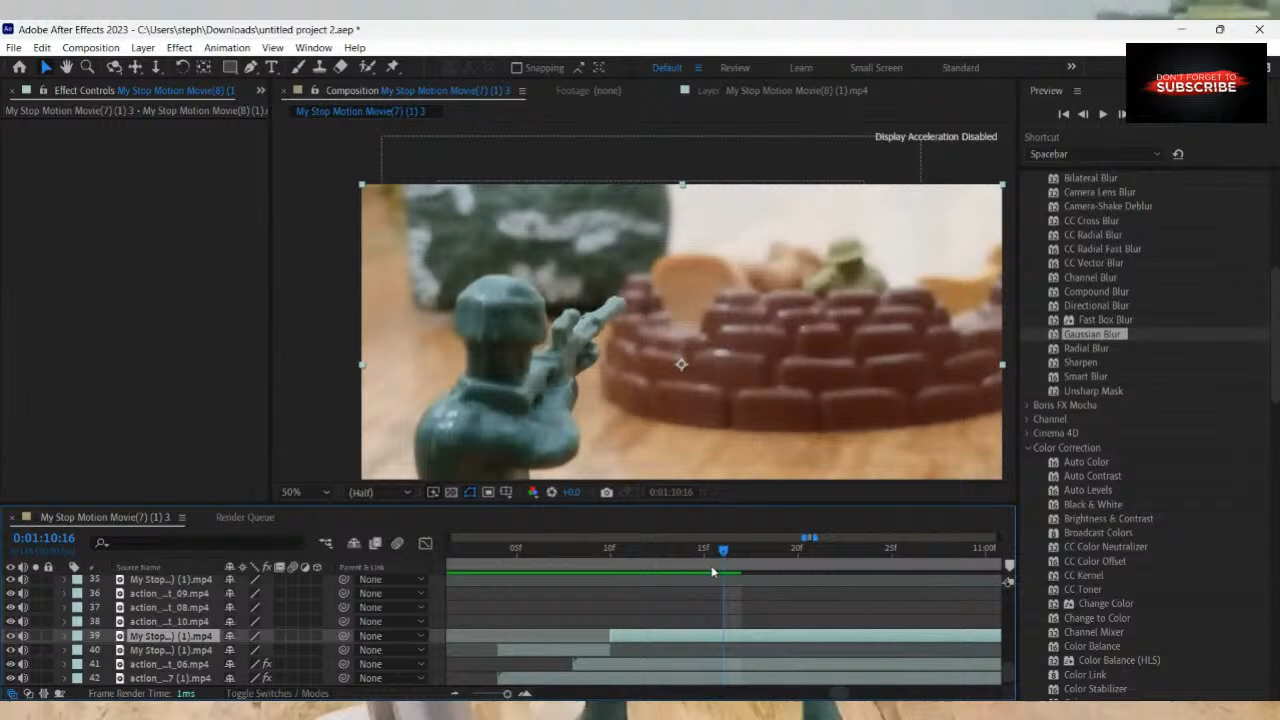 Adobe After Effects 2023 - C:\Users\steph\Downloads\untitled project 2.aep *
File Edit Composition Layer Effect Animation View Window Help
Snapping Default Review Learn Small Screen Standard
DON'T FORGET TO
SUBSCRIBE
Effect Controls My Stop Motion Movie(8) (1
Composition My Stop Motion Movie(7) (1) 3
Footage (none)
Layer My Stop Motion Movie(8) (1).mp4
Preview
My Stop Motion Movie(7) (1) 3 • My Stop Motion Movie(8) (1).
My Stop Motion Movie(7) (1) 3
Display Acceleration Disabled
Shortcut
Spacebar
Bilateral Blur
Camera Lens Blur
Camera-Shake Deblur
CC Cross Blur
CC Radial Blur
CC Radial Fast Blur
CC Vector Blur
Channel Blur
Compound Blur
Directional Blur
Fast Box Blur
Gaussian Blur
Radial Blur
Sharpen
Smart Blur
Unsharp Mask
Boris FX Mocha
Channel
Cinema 4D
Color Correction
Auto Color
Auto Contrast
Auto Levels
Black & White
Brightness & Contrast
Broadcast Colors
CC Color Neutralizer
CC Color Offset
CC Kernel
CC Toner
Change Color
Change to Color
Channel Mixer
Color Balance
Color Balance (HLS)
Color Link
Color Stabilizer
50% (Half) +0.0 0:01:10:16
My Stop Motion Movie(7) (1) 3 Render Queue
0:01:10:16
05f 10f 15f 20f 25f 11:00f
# Source Name Parent & Link
35 My Stop...) (1).mp4 None
36 action_...t_09.mp4 None
37 action_...t_08.mp4 None
38 action_...t_10.mp4 None
39 My Stop...) (1).mp4 None
40 My Stop...) (1).mp4 None
41 action_...t_06.mp4 None
42 action_...7 (1).mp4 None
Frame Render Time: 1ms Toggle Switches / Modes